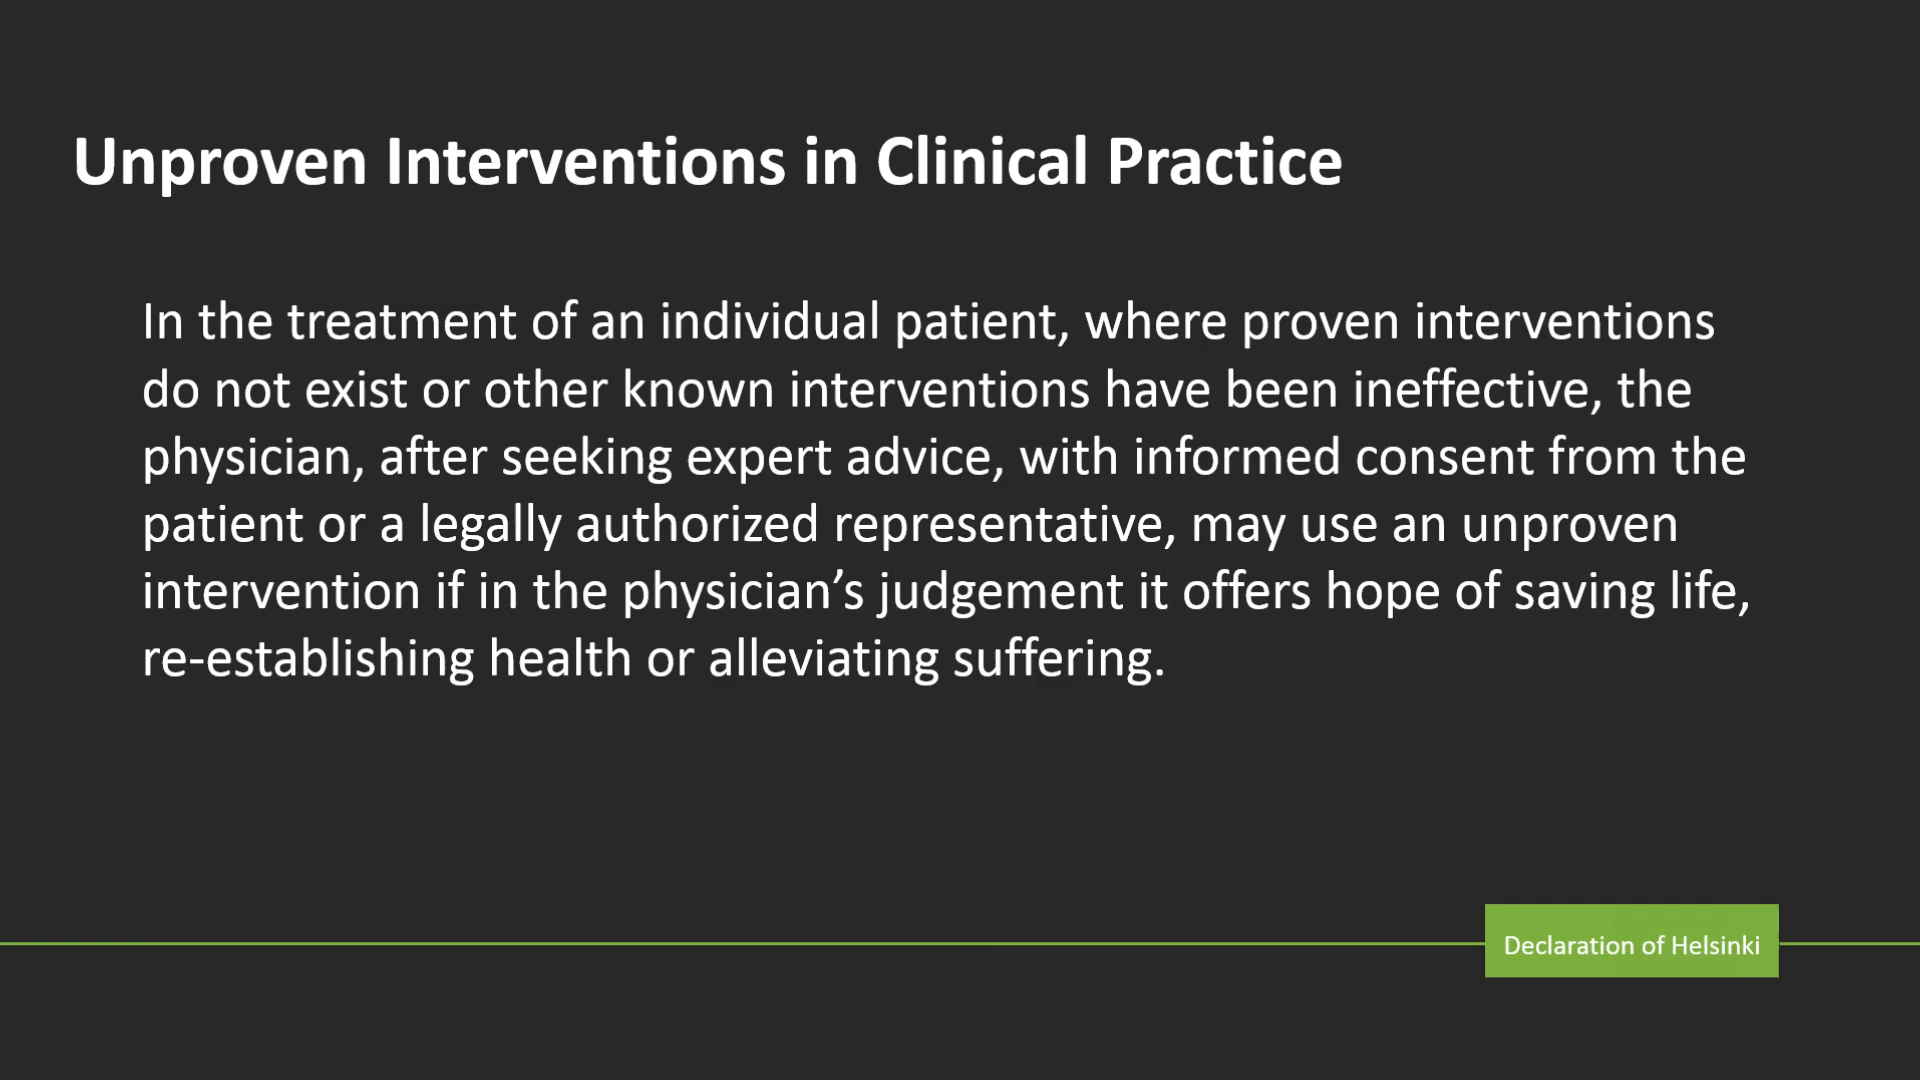 Unproven Interventions in Clinical Practice
In the treatment of an individual patient, where proven interventions
do not exist or other known interventions have been ineffective, the
physician, after seeking expert advice, with informed consent from the
patient or a legally authorized representative, may use an unproven
intervention if in the physician’s judgement it offers hope of saving life,
re-establishing health or alleviating suffering.
Declaration of Helsinki